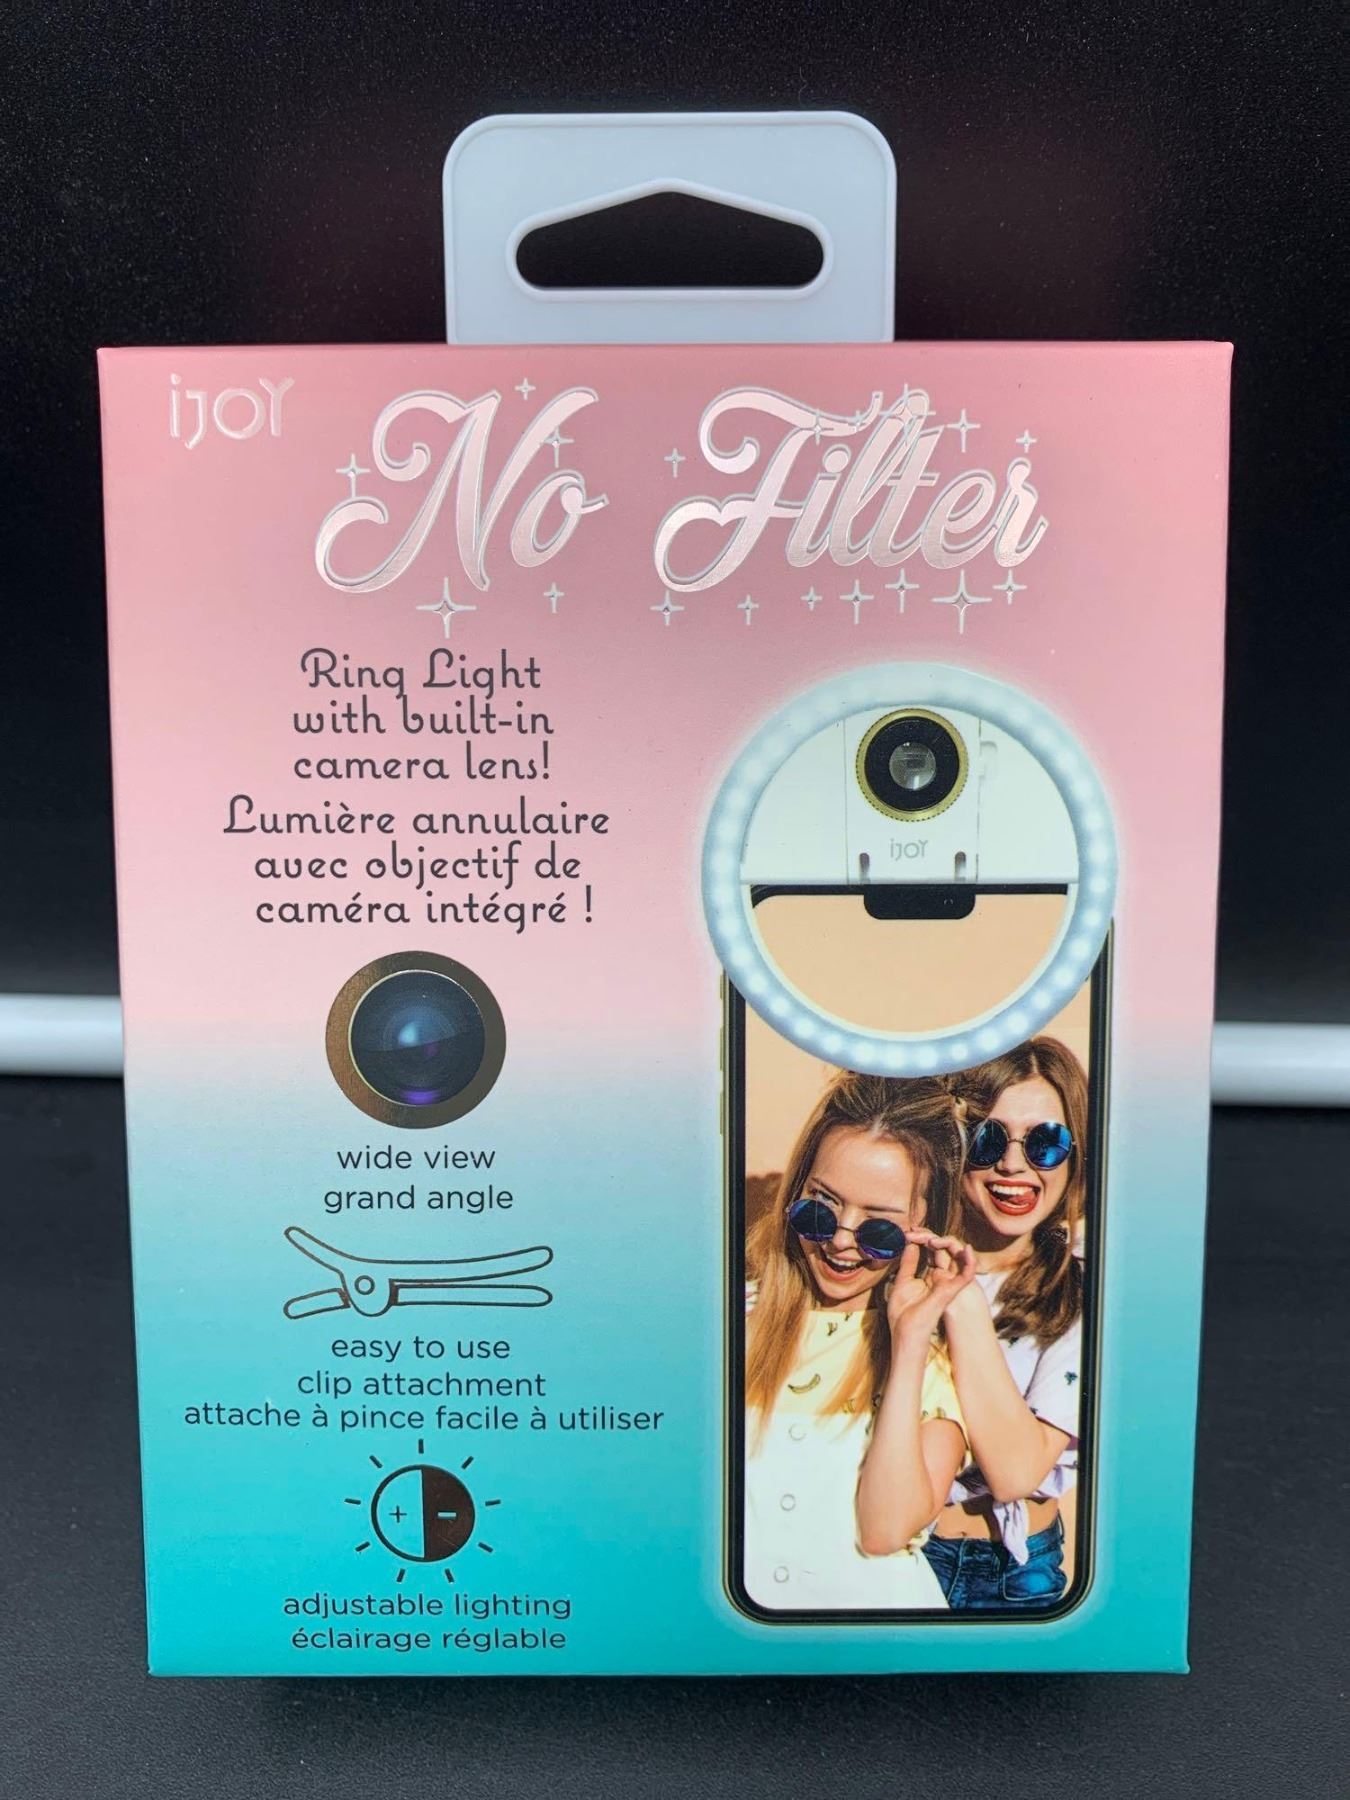 iJOY
No Filter
Ring Light
with built-in
camera lens!
Lumière annulaire
avec objectif de
caméra intégré !
iJOY
wide view
grand angle
easy to use
clip attachment
attache à pince facile à utiliser
+ -
adjustable lighting
éclairage réglable